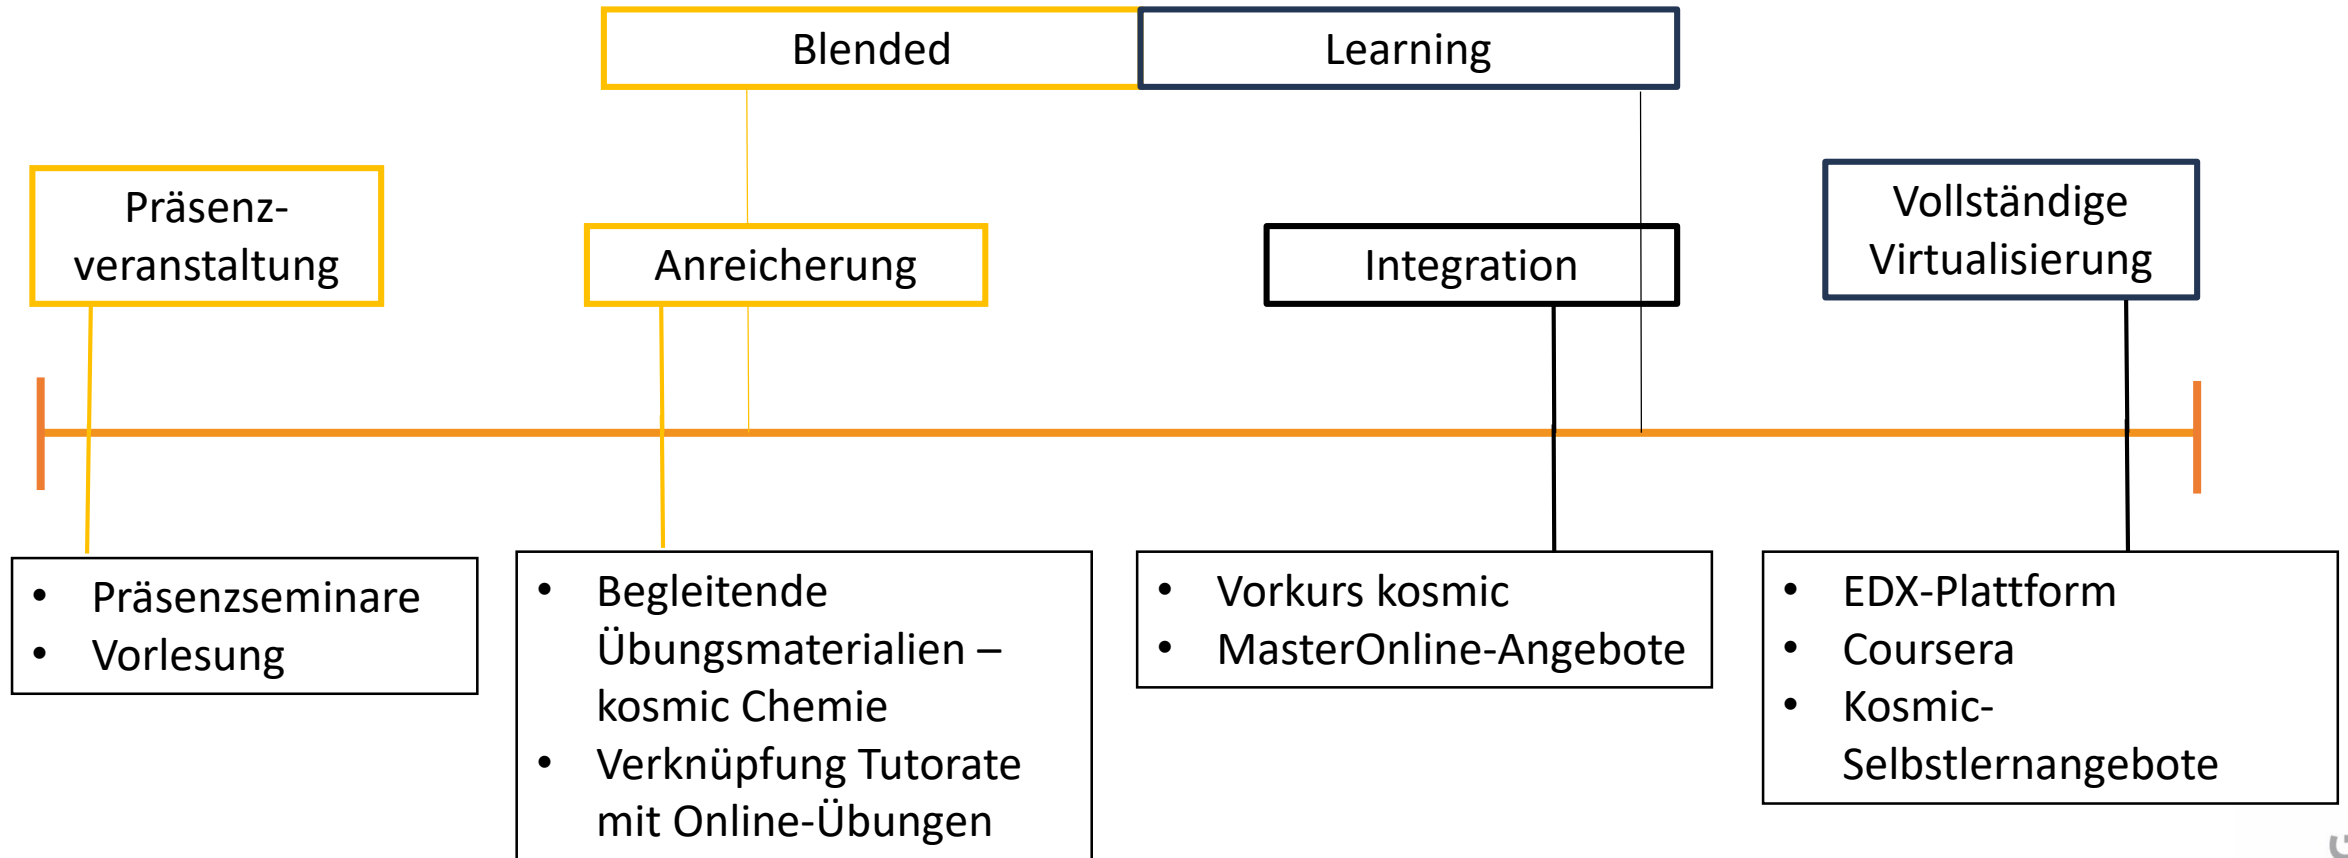 Blended Learning
Präsenz-
veranstaltung
Anreicherung
Integration
Vollständige
Virtualisierung
• Präsenzseminare
• Vorlesung
• Begleitende
Übungsmaterialien –
kosmic Chemie
• Verknüpfung Tutorate
mit Online-Übungen
• Vorkurs kosmic
• MasterOnline-Angebote
• EDX-Plattform
• Coursera
• Kosmic-
Selbstlernangebote